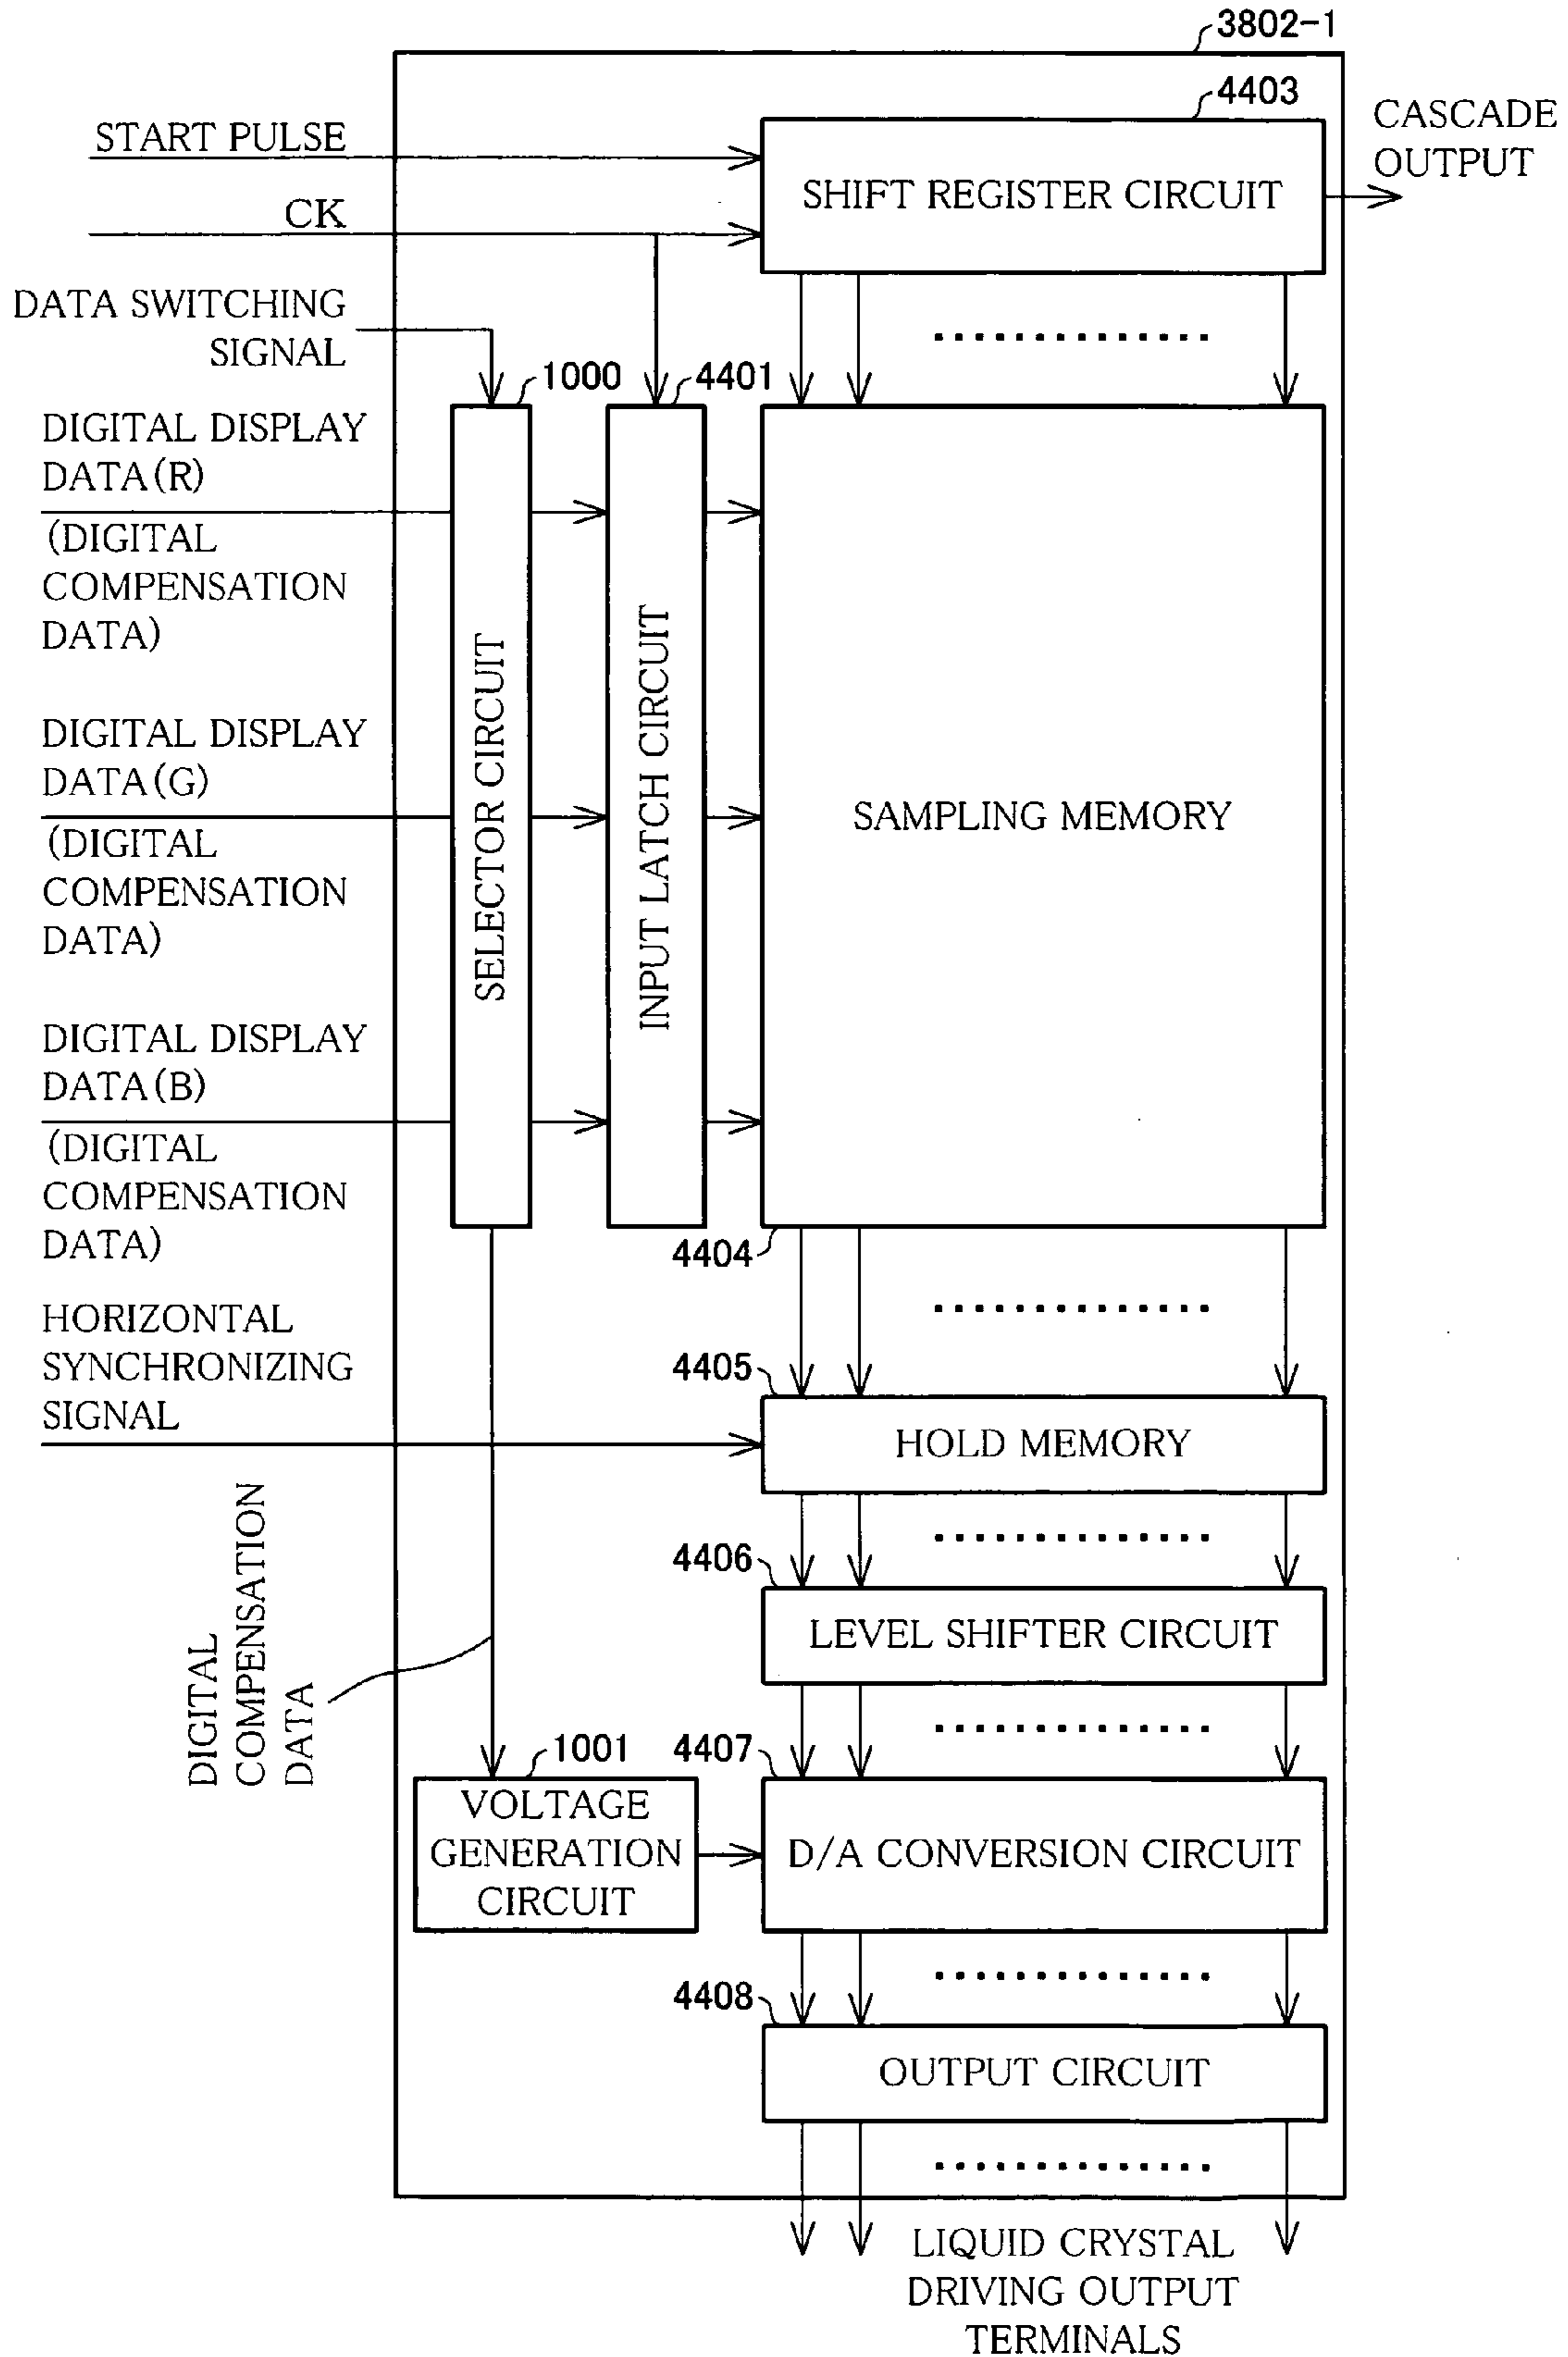 3802-1
4403
CASCADE
OUTPUT
START PULSE
SHIFT REGISTER CIRCUIT
CK
DATA SWITCHING
SIGNAL
1000
4401
DIGITAL DISPLAY
DATA(R)
(DIGITAL
COMPENSATION
DATA)
SELECTOR CIRCUIT
INPUT LATCH CIRCUIT
SAMPLING MEMORY
DIGITAL DISPLAY
DATA(G)
(DIGITAL
COMPENSATION
DATA)
DIGITAL DISPLAY
DATA(B)
(DIGITAL
COMPENSATION
DATA)
4404
HORIZONTAL
SYNCHRONIZING
SIGNAL
4405
HOLD MEMORY
DIGITAL
COMPENSATION
DATA
4406
LEVEL SHIFTER CIRCUIT
1001
4407
VOLTAGE
GENERATION
CIRCUIT
D/A CONVERSION CIRCUIT
4408
OUTPUT CIRCUIT
LIQUID CRYSTAL
DRIVING OUTPUT
TERMINALS